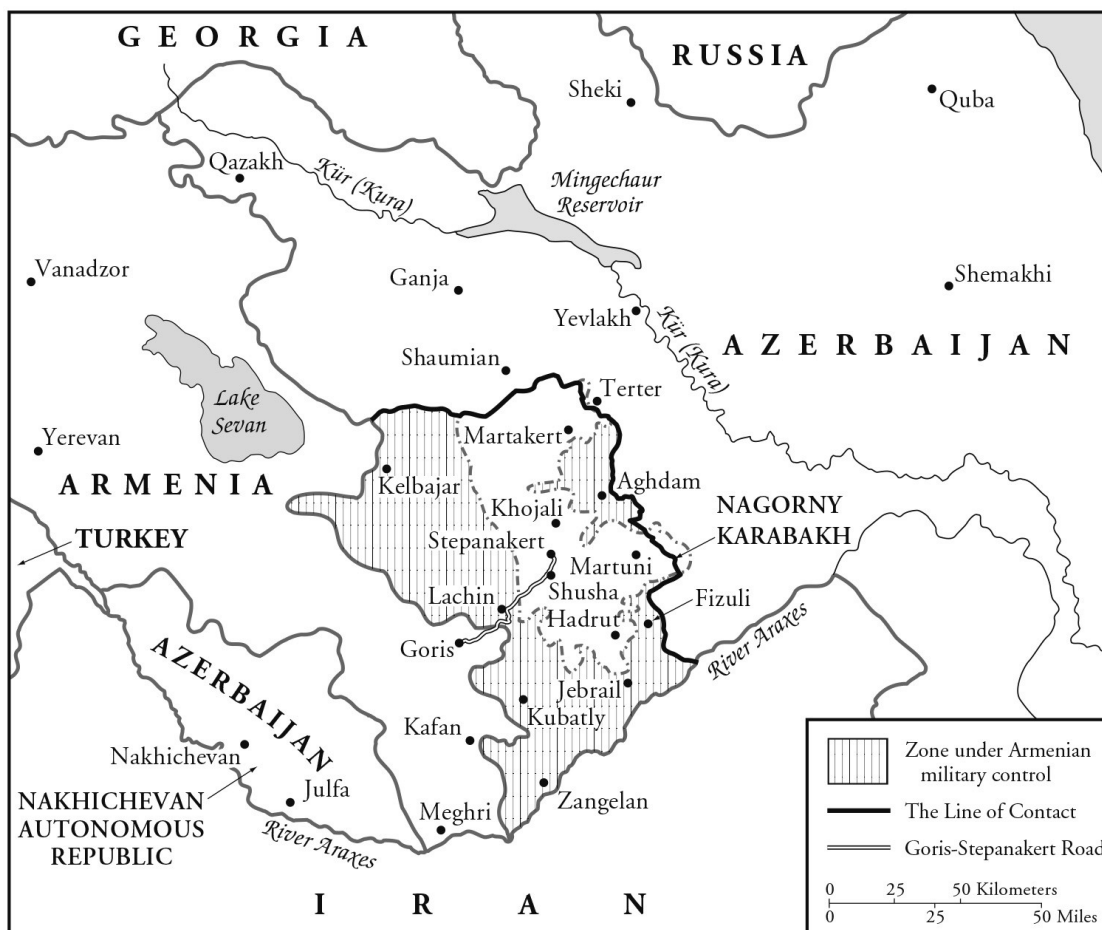 GEORGIA
RUSSIA
Sheki
Quba
Qazakh
Kür (Kura)
Mingechaur
Reservoir
Vanadzor
Ganja
Shemakhi
Yevlakh
Kür (Kura)
AZERBAIJAN
Shaumian
Lake
Sevan
Terter
Yerevan
Martakert
ARMENIA
Kelbajar
Aghdam
Khojali
NAGORNY
KARABAKH
TURKEY
Stepanakert
Martuni
Shusha
Lachin
Fizuli
Hadrut
Goris
River Araxes
AZERBAIJAN
Jebrail
Kubatly
Kafan
Nakhichevan
Zangelan
Julfa
NAKHICHEVAN
AUTONOMOUS
REPUBLIC
Meghri
River Araxes
IRAN
Zone under Armenian
military control
The Line of Contact
Goris-Stepanakert Road
0 25 50 Kilometers
0 25 50 Miles